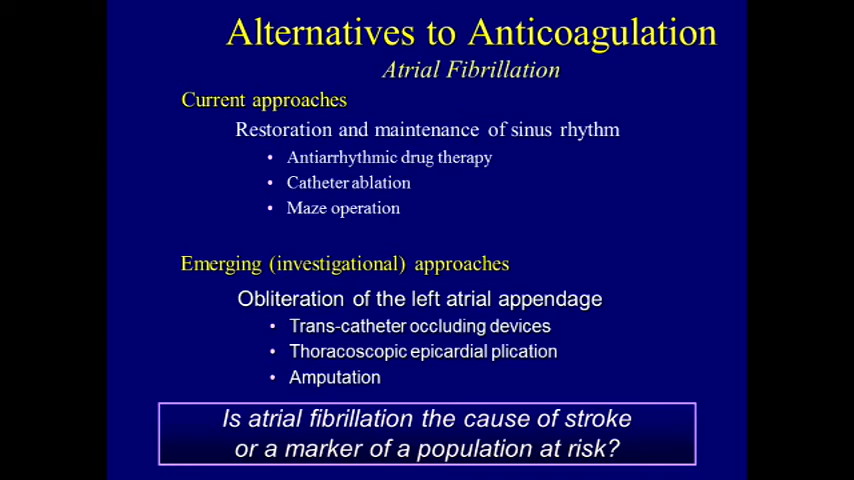 Alternatives to Anticoagulation
Atrial Fibrillation
Current approaches
Restoration and maintenance of sinus rhythm
• Antiarrhythmic drug therapy
• Catheter ablation
• Maze operation
Emerging (investigational) approaches
Obliteration of the left atrial appendage
• Trans-catheter occluding devices
• Thoracoscopic epicardial plication
• Amputation
Is atrial fibrillation the cause of stroke
or a marker of a population at risk?